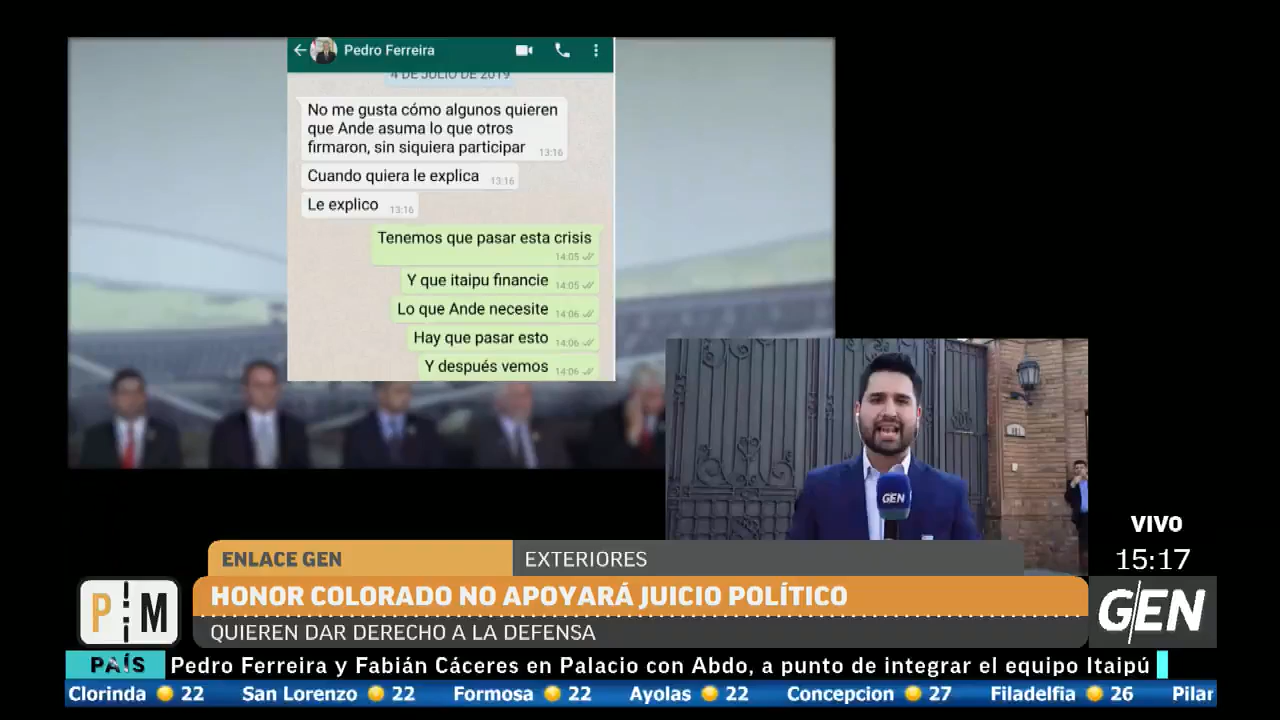 Pedro Ferreira
4 DE JULIO DE 2019
No me gusta cómo algunos quieren
que Ande asuma lo que otros
firmaron, sin siquiera participar
13:16
Cuando quiera le explica
13:16
Le explico
13:16
Tenemos que pasar esta crisis
14:05
Y que itaipu financie
14:05
Lo que Ande necesite
14:06
Hay que pasar esto
14:06
Y después vemos
14:06
GEN
VIVO
15:17
GEN
ENLACE GEN
EXTERIORES
P:M
HONOR COLORADO NO APOYARÁ JUICIO POLÍTICO
QUIEREN DAR DERECHO A LA DEFENSA
PAÍS Pedro Ferreira y Fabián Cáceres en Palacio con Abdo, a punto de integrar el equipo Itaipú
Clorinda 22 San Lorenzo 22 Formosa 22 Ayolas 22 Concepcion 27 Filadelfia 26 Pilar